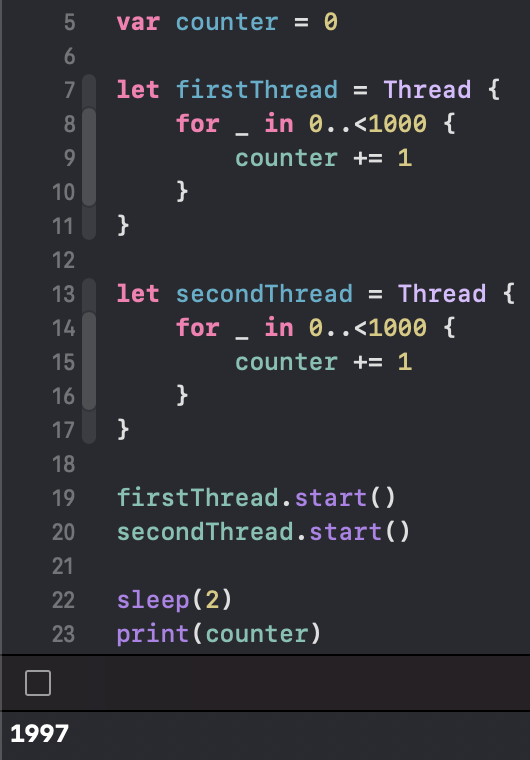 5 var counter = 0
6
7 let firstThread = Thread {
8     for _ in 0..<1000 {
9         counter += 1
10     }
11 }
12
13 let secondThread = Thread {
14     for _ in 0..<1000 {
15         counter += 1
16     }
17 }
18
19 firstThread.start()
20 secondThread.start()
21
22 sleep(2)
23 print(counter)
1997